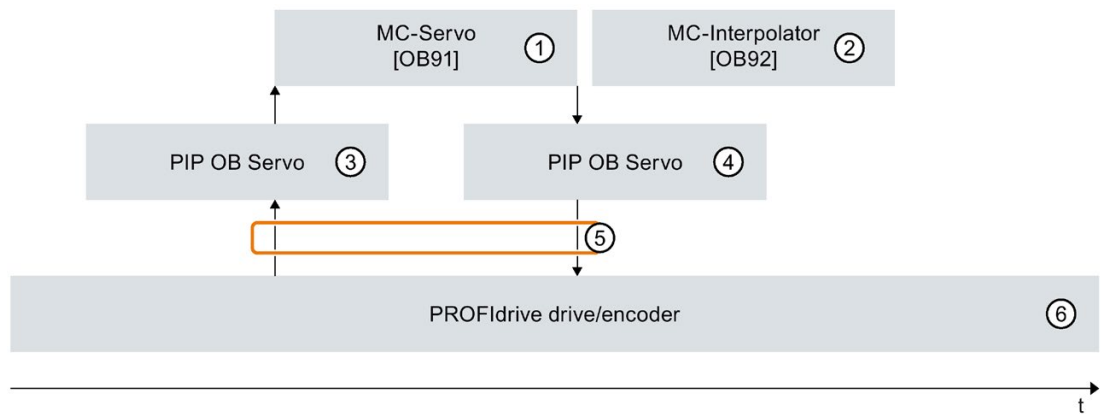 MC-Servo
[OB91]
①
MC-Interpolator
[OB92]
②
PIP OB Servo ③
PIP OB Servo ④
⑤
PROFIdrive drive/encoder ⑥
t